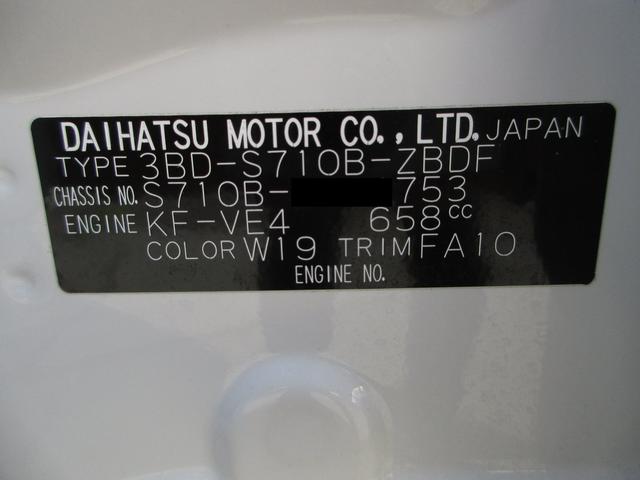 DAIHATSU MOTOR CO., LTD. JAPAN
TYPE 3BD-S710B-ZBDF
CHASSIS NO. S710B- 753
ENGINE KF-VE4 658cc
COLOR W19 TRIM FA10
ENGINE NO.